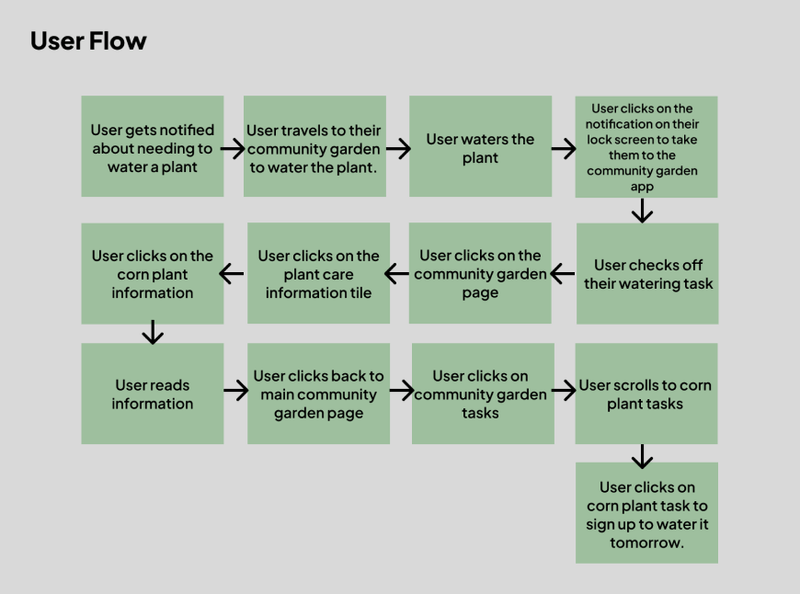 User Flow
User gets notified
about needing to
water a plant
User travels to their
community garden
to water the plant.
User waters the
plant
User clicks on the
notification on their
lock screen to take
them to the
community garden
app
User checks off
their watering task
User clicks on the
community garden
page
User clicks on the
plant care
information tile
User clicks on the
corn plant
information
User reads
information
User clicks back to
main community
garden page
User clicks on
community garden
tasks
User scrolls to corn
plant tasks
User clicks on
corn plant task to
sign up to water it
tomorrow.